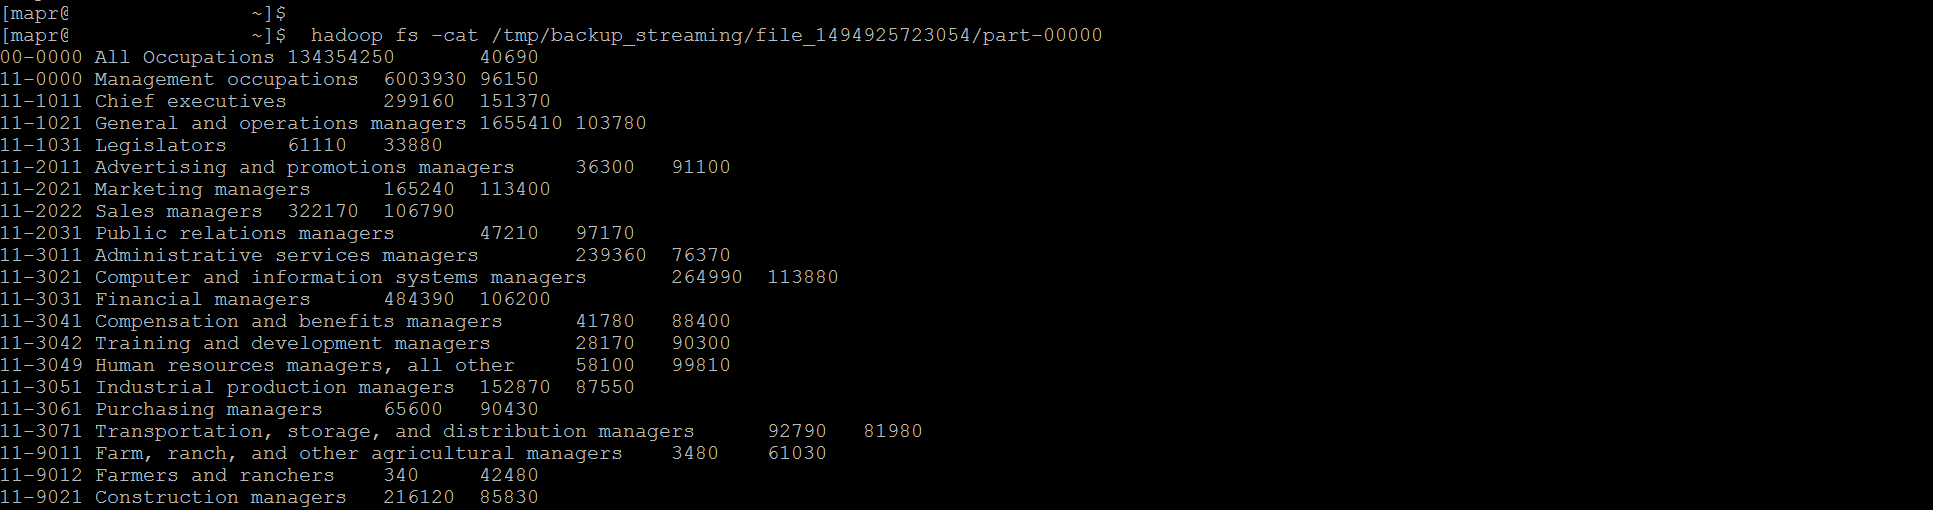 [mapr@ ~]$
[mapr@ ~]$ hadoop fs -cat /tmp/backup_streaming/file_1494925723054/part-00000
00-0000 All Occupations 134354250 40690
11-0000 Management occupations 6003930 96150
11-1011 Chief executives 299160 151370
11-1021 General and operations managers 1655410 103780
11-1031 Legislators 61110 33880
11-2011 Advertising and promotions managers 36300 91100
11-2021 Marketing managers 165240 113400
11-2022 Sales managers 322170 106790
11-2031 Public relations managers 47210 97170
11-3011 Administrative services managers 239360 76370
11-3021 Computer and information systems managers 264990 113880
11-3031 Financial managers 484390 106200
11-3041 Compensation and benefits managers 41780 88400
11-3042 Training and development managers 28170 90300
11-3049 Human resources managers, all other 58100 99810
11-3051 Industrial production managers 152870 87550
11-3061 Purchasing managers 65600 90430
11-3071 Transportation, storage, and distribution managers 92790 81980
11-9011 Farm, ranch, and other agricultural managers 3480 61030
11-9012 Farmers and ranchers 340 42480
11-9021 Construction managers 216120 85830